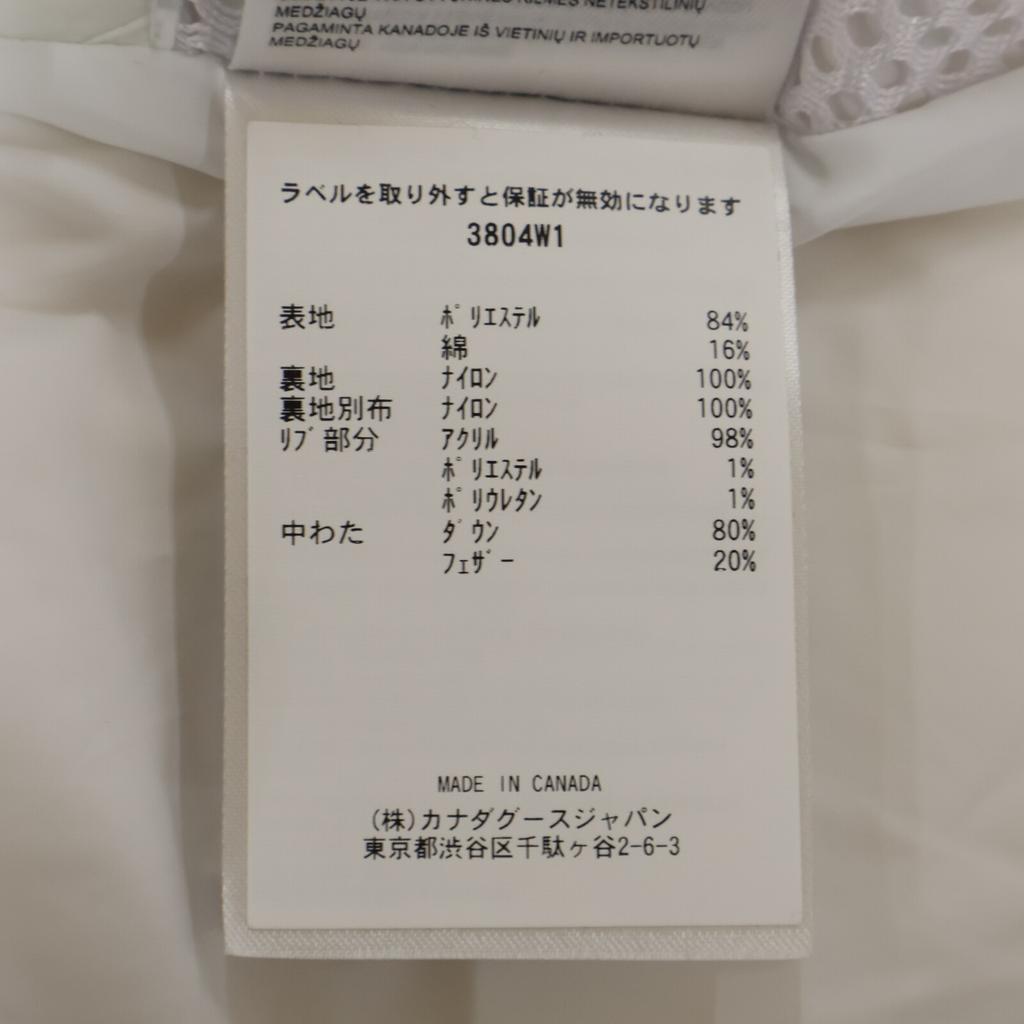 NETEKSTILINIŲ
MEDŽIAGŲ
PAGAMINTA KANADOJE IŠ VIETINIŲ IR IMPORTUOTŲ
MEDŽIAGŲ
ラベルを取り外すと保証が無効になります
3804W1
表地 ﾎﾟﾘｴｽﾃﾙ 84%
綿 16%
裏地 ﾅｲﾛﾝ 100%
裏地別布 ﾅｲﾛﾝ 100%
ﾘﾌﾞ部分 ｱｸﾘﾙ 98%
ﾎﾟﾘｴｽﾃﾙ 1%
ﾎﾟﾘｳﾚﾀﾝ 1%
中わた ﾀﾞｳﾝ 80%
ﾌｪｻﾞｰ 20%
MADE IN CANADA
(株)カナダグースジャパン
東京都渋谷区千駄ヶ谷2-6-3